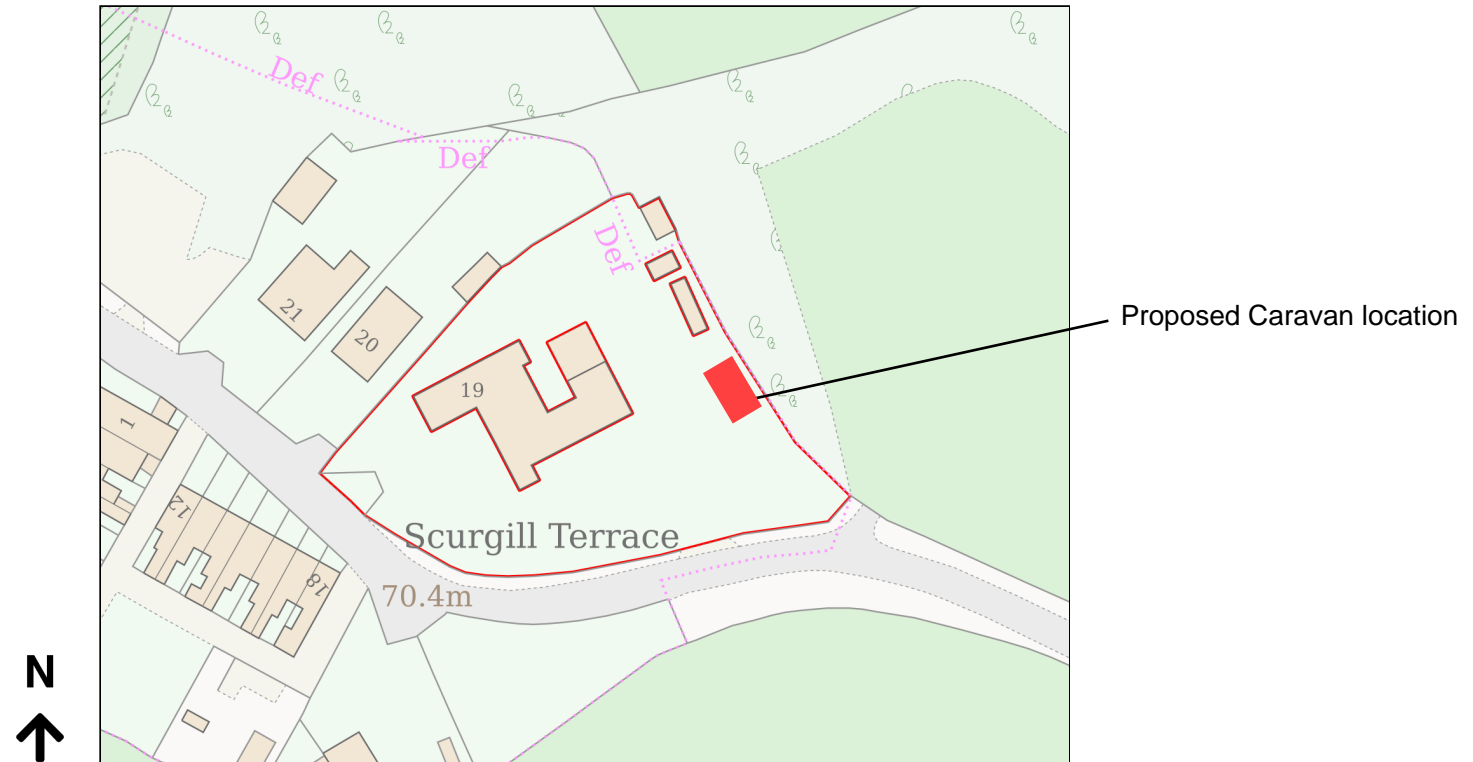 Def
Def
Def
21
20
19
Proposed Caravan location
1
12
18
Scurgill Terrace
70.4m
N